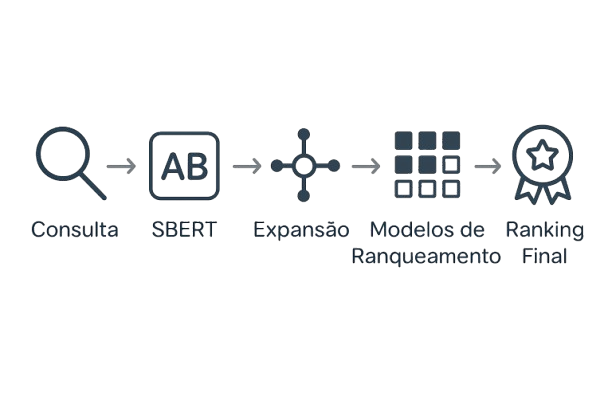 AB
Consulta
SBERT
Expansão
Modelos de
Ranqueamento
Ranking
Final